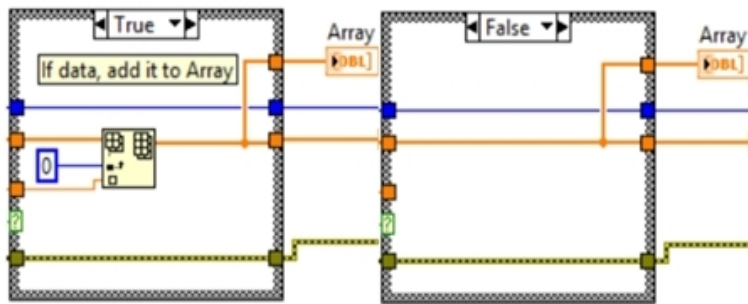 True
If data, add it to Array
Array
DBL]
0
?
False
Array
DBL]
?